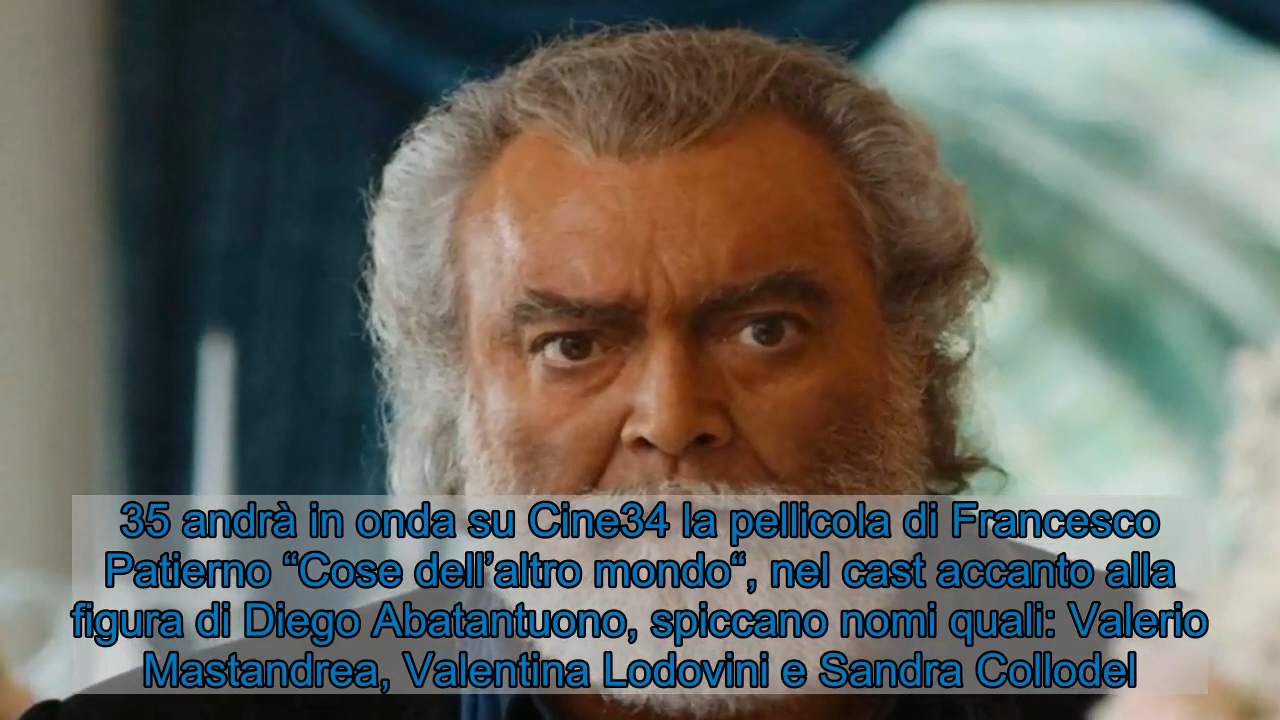 35 andrà in onda su Cine34 la pellicola di Francesco
Patierno “Cose dell’altro mondo“, nel cast accanto alla
figura di Diego Abatantuono, spiccano nomi quali: Valerio
Mastandrea, Valentina Lodovini e Sandra Collodel